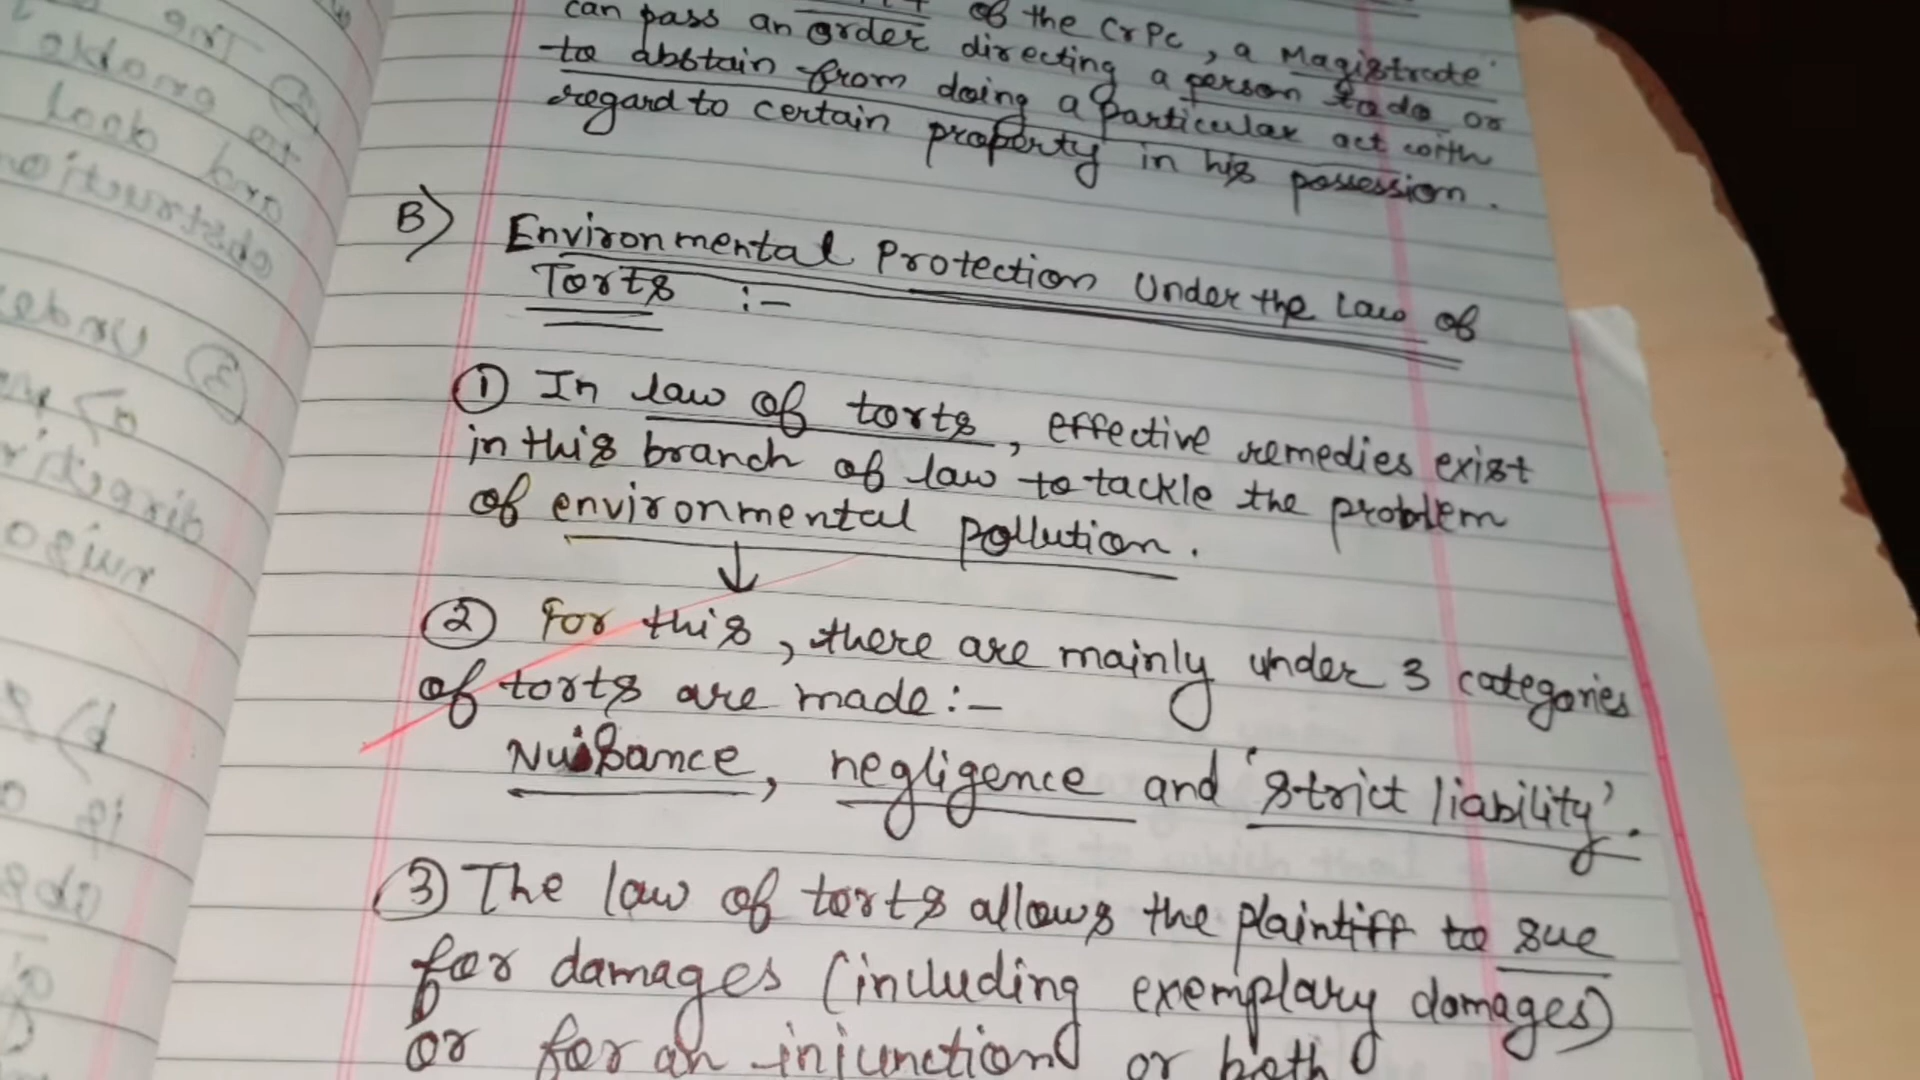 of the CrPc, a Magistrate
can pass an order directing a person to do or
to abstain from doing a particular act with
regard to certain property in his possession.
B) Environmental Protection Under the Law of
Torts :-
① In law of torts, effective remedies exist
in this branch of law to tackle the problem
of environmental pollution.
↓
② For this, there are mainly under 3 categories
of torts are made:-
Nuisance, negligence and 'strict liability'.
③ The law of torts allows the plaintiff to sue
for damages (including exemplary damages)
or for an injunction or both